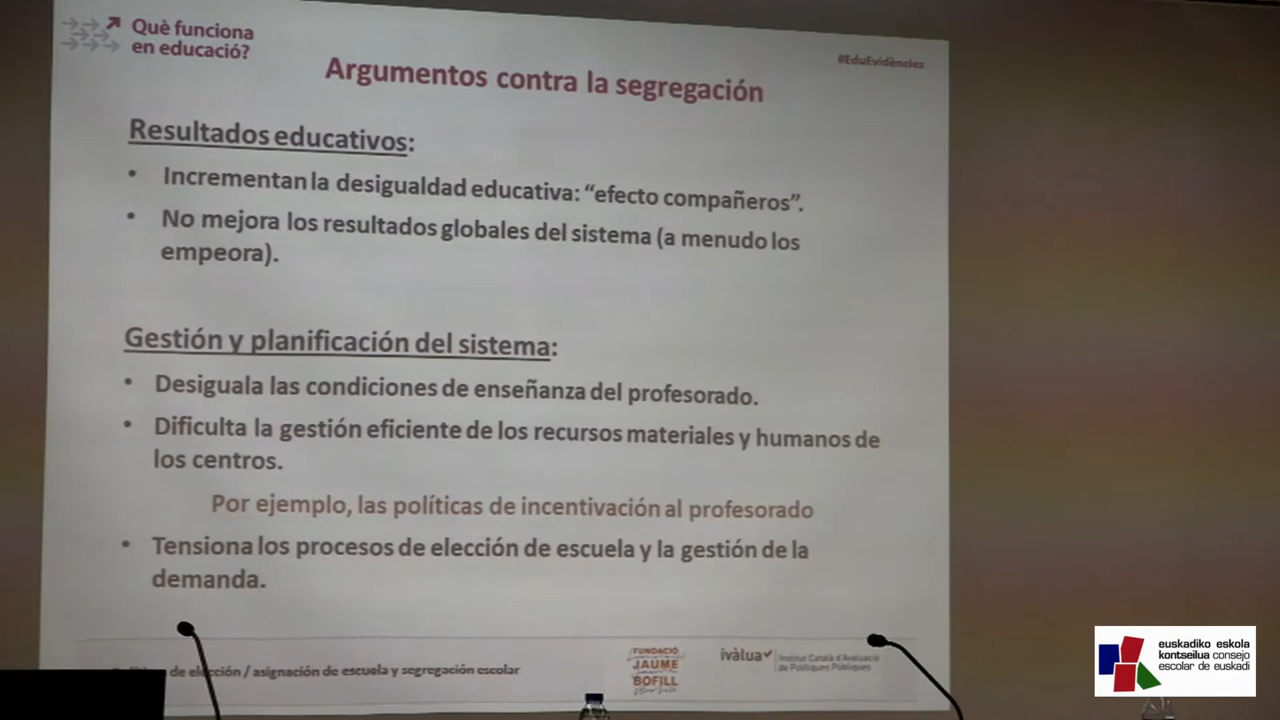 Què funciona
en educació?
#EduEvidències
Argumentos contra la segregación
Resultados educativos:
• Incrementan la desigualdad educativa: “efecto compañeros”.
• No mejora los resultados globales del sistema (a menudo los
empeora).
Gestión y planificación del sistema:
• Desiguala las condiciones de enseñanza del profesorado.
• Dificulta la gestión eficiente de los recursos materiales y humanos de
los centros.
Por ejemplo, las políticas de incentivación al profesorado
• Tensiona los procesos de elección de escuela y la gestión de la
demanda.
de elección / asignación de escuela y segregación escolar
FUNDACIÓ
JAUME
BOFILL
ivàlua
Institut Català d'Avaluació
de Polítiques Públiques
euskadiko eskola
kontseilua consejo
escolar de euskadi